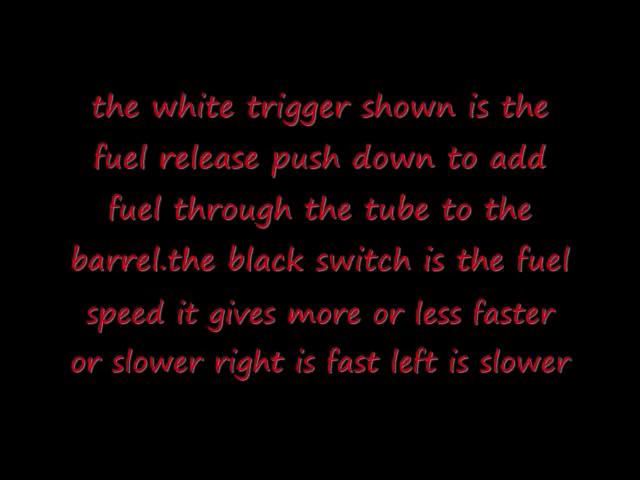 the white trigger shown is the
fuel release push down to add
fuel through the tube to the
barrel.the black switch is the fuel
speed it gives more or less faster
or slower right is fast left is slower